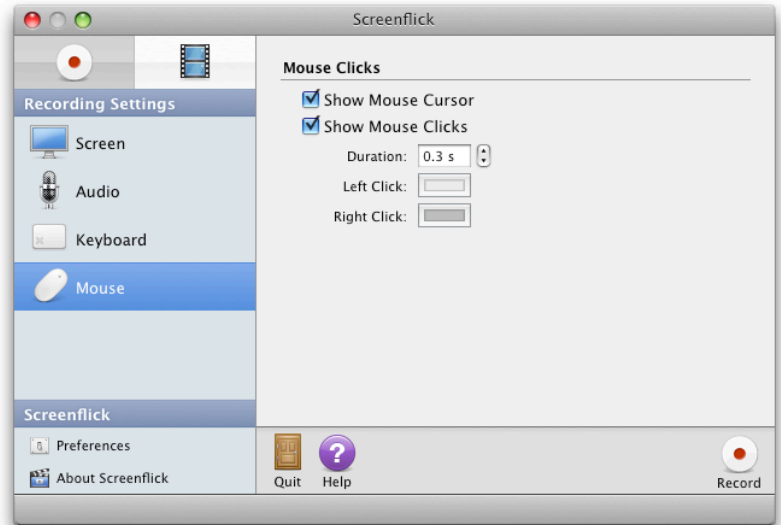 Screenflick
Recording Settings
Screen
Audio
Keyboard
Mouse
Screenflick
Preferences
About Screenflick
Mouse Clicks
Show Mouse Cursor
Show Mouse Clicks
Duration: 0.3 s
Left Click:
Right Click:
Quit
Help
Record